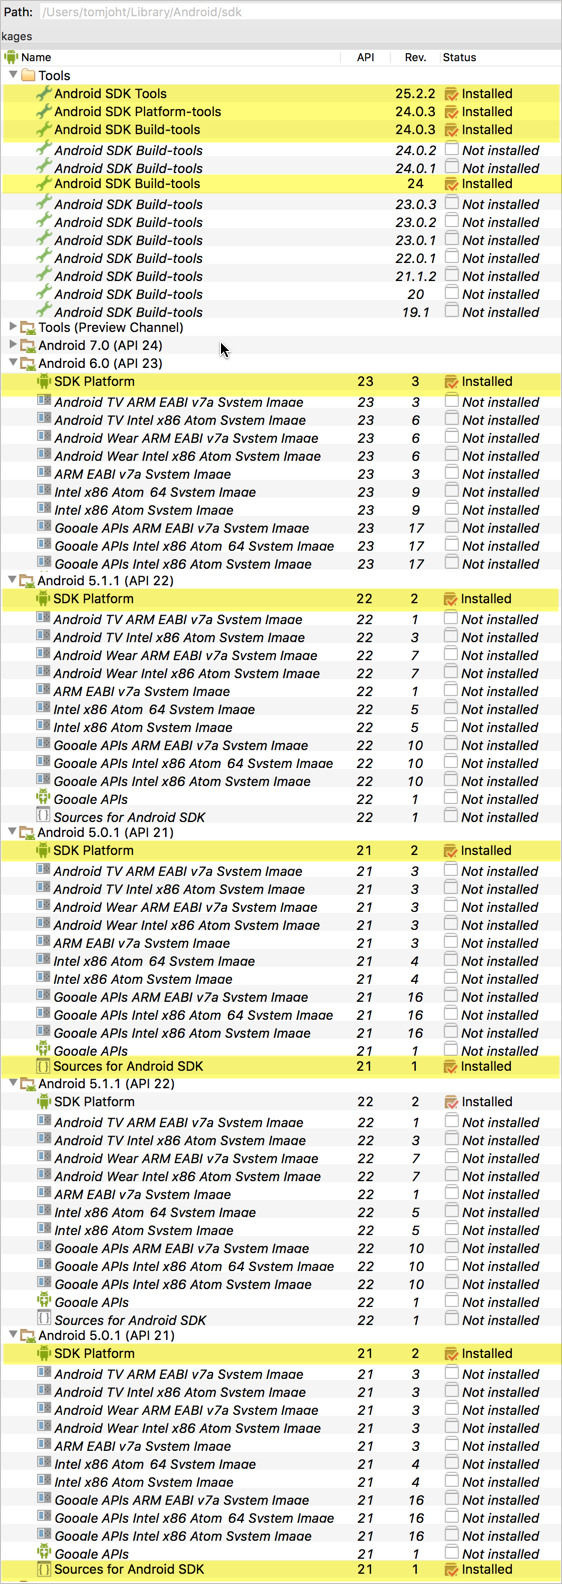 Path: /Users/tomjoht/Library/Android/sdk
kages
Name API Rev. Status
Tools
Android SDK Tools 25.2.2 Installed
Android SDK Platform-tools 24.0.3 Installed
Android SDK Build-tools 24.0.3 Installed
Android SDK Build-tools 24.0.2 Not installed
Android SDK Build-tools 24.0.1 Not installed
Android SDK Build-tools 24 Installed
Android SDK Build-tools 23.0.3 Not installed
Android SDK Build-tools 23.0.2 Not installed
Android SDK Build-tools 23.0.1 Not installed
Android SDK Build-tools 22.0.1 Not installed
Android SDK Build-tools 21.1.2 Not installed
Android SDK Build-tools 20 Not installed
Android SDK Build-tools 19.1 Not installed
Tools (Preview Channel)
Android 7.0 (API 24)
Android 6.0 (API 23)
SDK Platform 23 3 Installed
Android TV ARM EABI v7a System Image 23 3 Not installed
Android TV Intel x86 Atom System Image 23 6 Not installed
Android Wear ARM EABI v7a System Image 23 6 Not installed
Android Wear Intel x86 Atom System Image 23 6 Not installed
ARM EABI v7a System Image 23 3 Not installed
Intel x86 Atom_64 System Image 23 9 Not installed
Intel x86 Atom System Image 23 9 Not installed
Google APIs ARM EABI v7a System Image 23 17 Not installed
Google APIs Intel x86 Atom_64 System Image 23 17 Not installed
Google APIs Intel x86 Atom System Image 23 17 Not installed
Android 5.1.1 (API 22)
SDK Platform 22 2 Installed
Android TV ARM EABI v7a System Image 22 1 Not installed
Android TV Intel x86 Atom System Image 22 3 Not installed
Android Wear ARM EABI v7a System Image 22 7 Not installed
Android Wear Intel x86 Atom System Image 22 7 Not installed
ARM EABI v7a System Image 22 1 Not installed
Intel x86 Atom_64 System Image 22 5 Not installed
Intel x86 Atom System Image 22 5 Not installed
Google APIs ARM EABI v7a System Image 22 10 Not installed
Google APIs Intel x86 Atom_64 System Image 22 10 Not installed
Google APIs Intel x86 Atom System Image 22 10 Not installed
Google APIs 22 1 Not installed
Sources for Android SDK 22 1 Not installed
Android 5.0.1 (API 21)
SDK Platform 21 2 Installed
Android TV ARM EABI v7a System Image 21 3 Not installed
Android TV Intel x86 Atom System Image 21 3 Not installed
Android Wear ARM EABI v7a System Image 21 3 Not installed
Android Wear Intel x86 Atom System Image 21 3 Not installed
ARM EABI v7a System Image 21 3 Not installed
Intel x86 Atom_64 System Image 21 4 Not installed
Intel x86 Atom System Image 21 4 Not installed
Google APIs ARM EABI v7a System Image 21 16 Not installed
Google APIs Intel x86 Atom_64 System Image 21 16 Not installed
Google APIs Intel x86 Atom System Image 21 16 Not installed
Google APIs 21 1 Not installed
Sources for Android SDK 21 1 Installed
Android 5.1.1 (API 22)
SDK Platform 22 2 Installed
Android TV ARM EABI v7a System Image 22 1 Not installed
Android TV Intel x86 Atom System Image 22 3 Not installed
Android Wear ARM EABI v7a System Image 22 7 Not installed
Android Wear Intel x86 Atom System Image 22 7 Not installed
ARM EABI v7a System Image 22 1 Not installed
Intel x86 Atom_64 System Image 22 5 Not installed
Intel x86 Atom System Image 22 5 Not installed
Google APIs ARM EABI v7a System Image 22 10 Not installed
Google APIs Intel x86 Atom_64 System Image 22 10 Not installed
Google APIs Intel x86 Atom System Image 22 10 Not installed
Google APIs 22 1 Not installed
Sources for Android SDK 22 1 Not installed
Android 5.0.1 (API 21)
SDK Platform 21 2 Installed
Android TV ARM EABI v7a System Image 21 3 Not installed
Android TV Intel x86 Atom System Image 21 3 Not installed
Android Wear ARM EABI v7a System Image 21 3 Not installed
Android Wear Intel x86 Atom System Image 21 3 Not installed
ARM EABI v7a System Image 21 3 Not installed
Intel x86 Atom_64 System Image 21 4 Not installed
Intel x86 Atom System Image 21 4 Not installed
Google APIs ARM EABI v7a System Image 21 16 Not installed
Google APIs Intel x86 Atom_64 System Image 21 16 Not installed
Google APIs Intel x86 Atom System Image 21 16 Not installed
Google APIs 21 1 Not installed
Sources for Android SDK 21 1 Installed